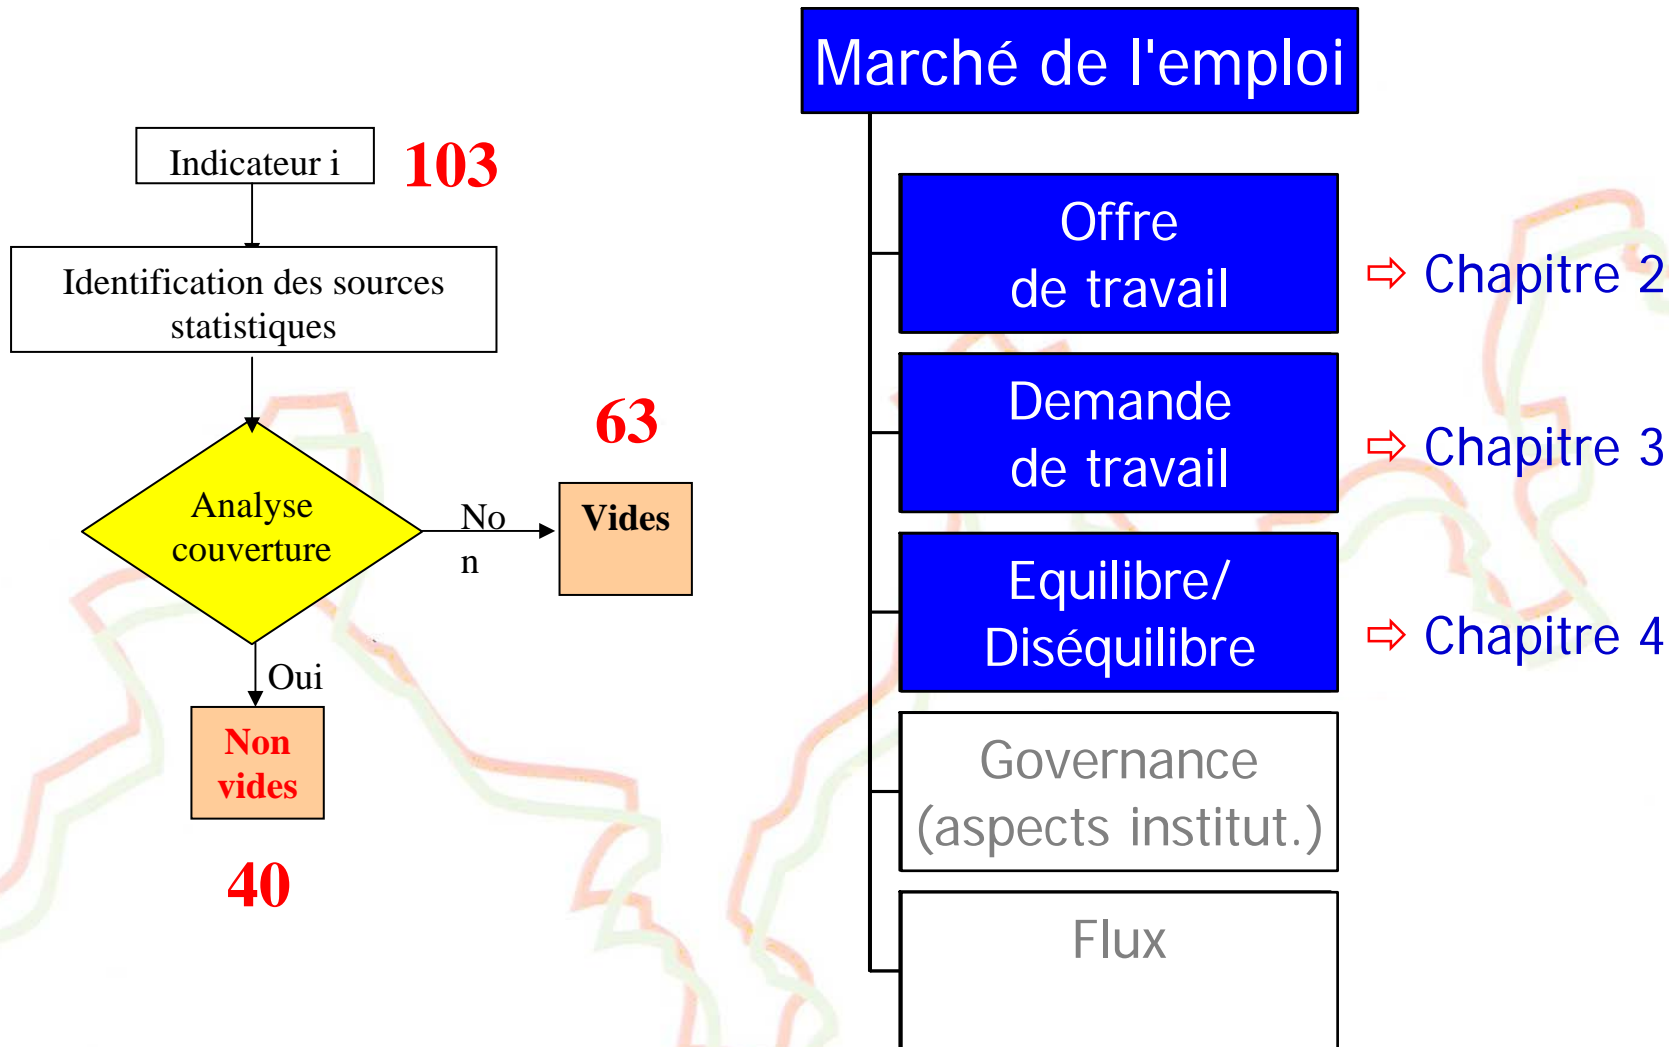 Indicateur i
103
Identification des sources
statistiques
Analyse
couverture
No
n
63
Vides
Oui
Non
vides
40
Marché de l'emploi
Offre
de travail
⇨ Chapitre 2
Demande
de travail
⇨ Chapitre 3
Equilibre/
Diséquilibre
⇨ Chapitre 4
Governance
(aspects institut.)
Flux